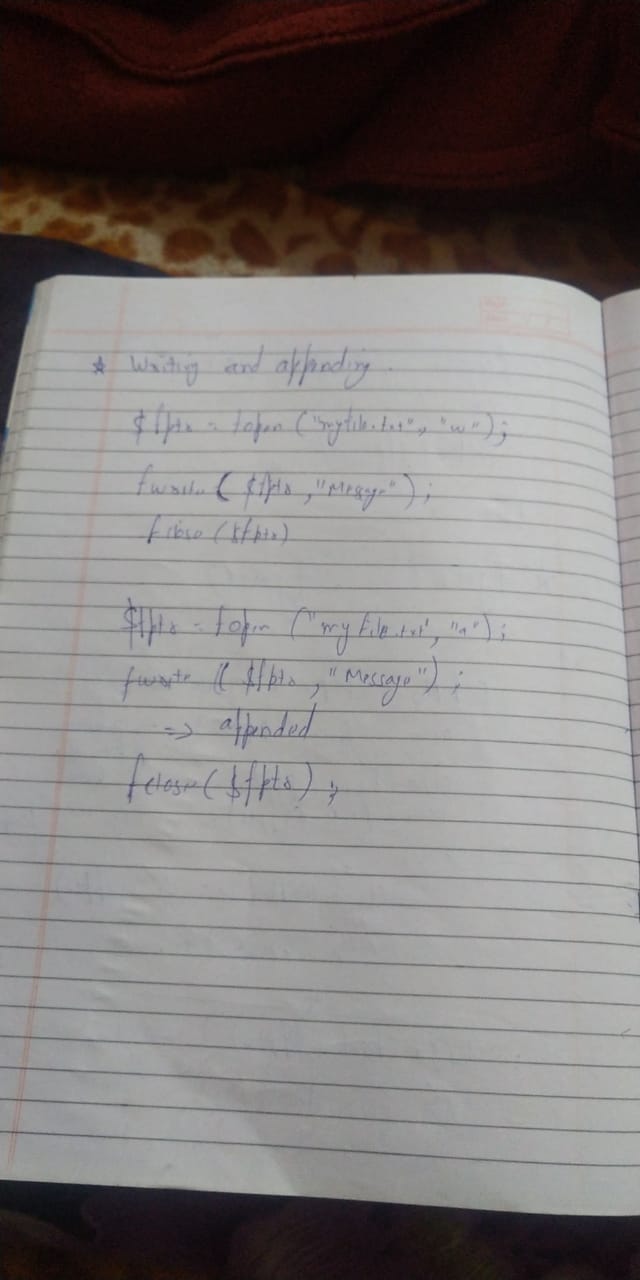 * Writing and appending.
$fptr = fopen ("myfile.txt", "w");
fwrite ( $fptr , "Message") ;
fclose ($fptr)
$fptr = fopen ("myfile.txt", "a");
fwrite (( $fptr , "Message") ;
=> appended
fclose ( $fptr ) ;